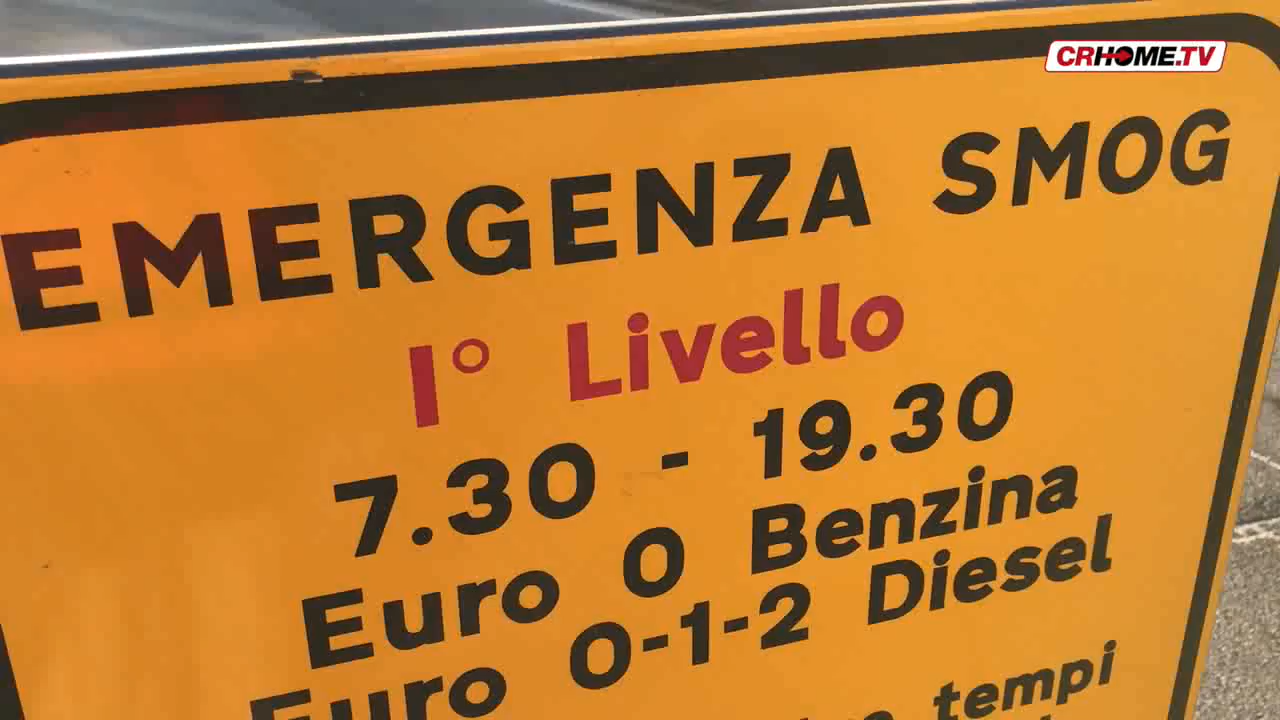 CRHOME.TV
EMERGENZA SMOG
I° Livello
7.30 - 19.30
Euro 0 Benzina
Euro 0-1-2 Diesel
tempi